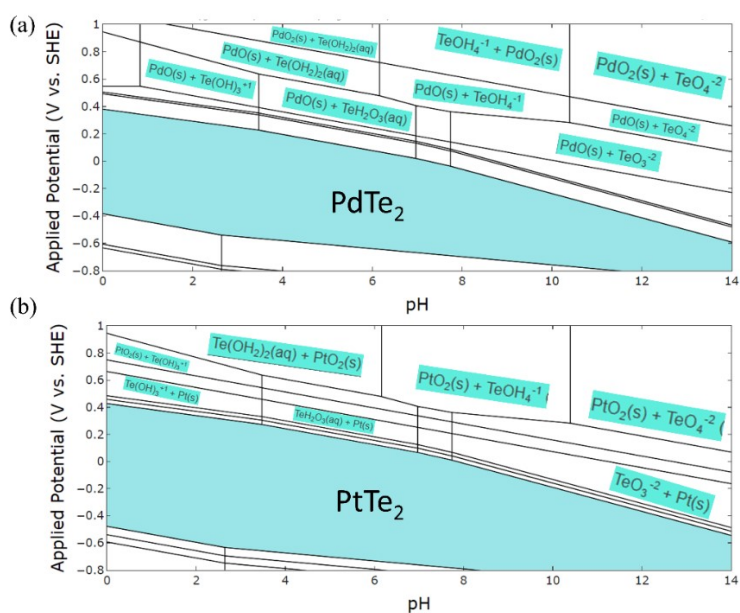 (a)
PdO₂(s) + Te(OH₂)₂(aq)
TeOH₄⁻¹ + PdO₂(s)
PdO₂(s) + TeO₄⁻²
PdO(s) + Te(OH₂)₂(aq)
PdO(s) + Te(OH)₃⁺¹
PdO(s) + TeH₂O₃(aq)
PdO(s) + TeOH₄⁻¹
PdO(s) + TeO₄⁻²
PdO(s) + TeO₃⁻²
PdTe₂
Applied Potential (V vs. SHE)
1
0.8
0.6
0.4
0.2
0
−0.2
−0.4
−0.6
−0.8
0 2 4 6 8 10 12 14
pH
(b)
PtO₂(s) + Te(OH)₃⁺¹
Te(OH₂)₂(aq) + PtO₂(s)
PtO₂(s) + TeOH₄⁻¹ (
PtO₂(s) + TeO₄⁻² (
Te(OH)₃⁺¹ + Pt(s)
TeH₂O₃(aq) + Pt(s)
TeO₃⁻² + Pt(s)
PtTe₂
Applied Potential (V vs. SHE)
1
0.8
0.6
0.4
0.2
0
−0.2
−0.4
−0.6
−0.8
0 2 4 6 8 10 12 14
pH